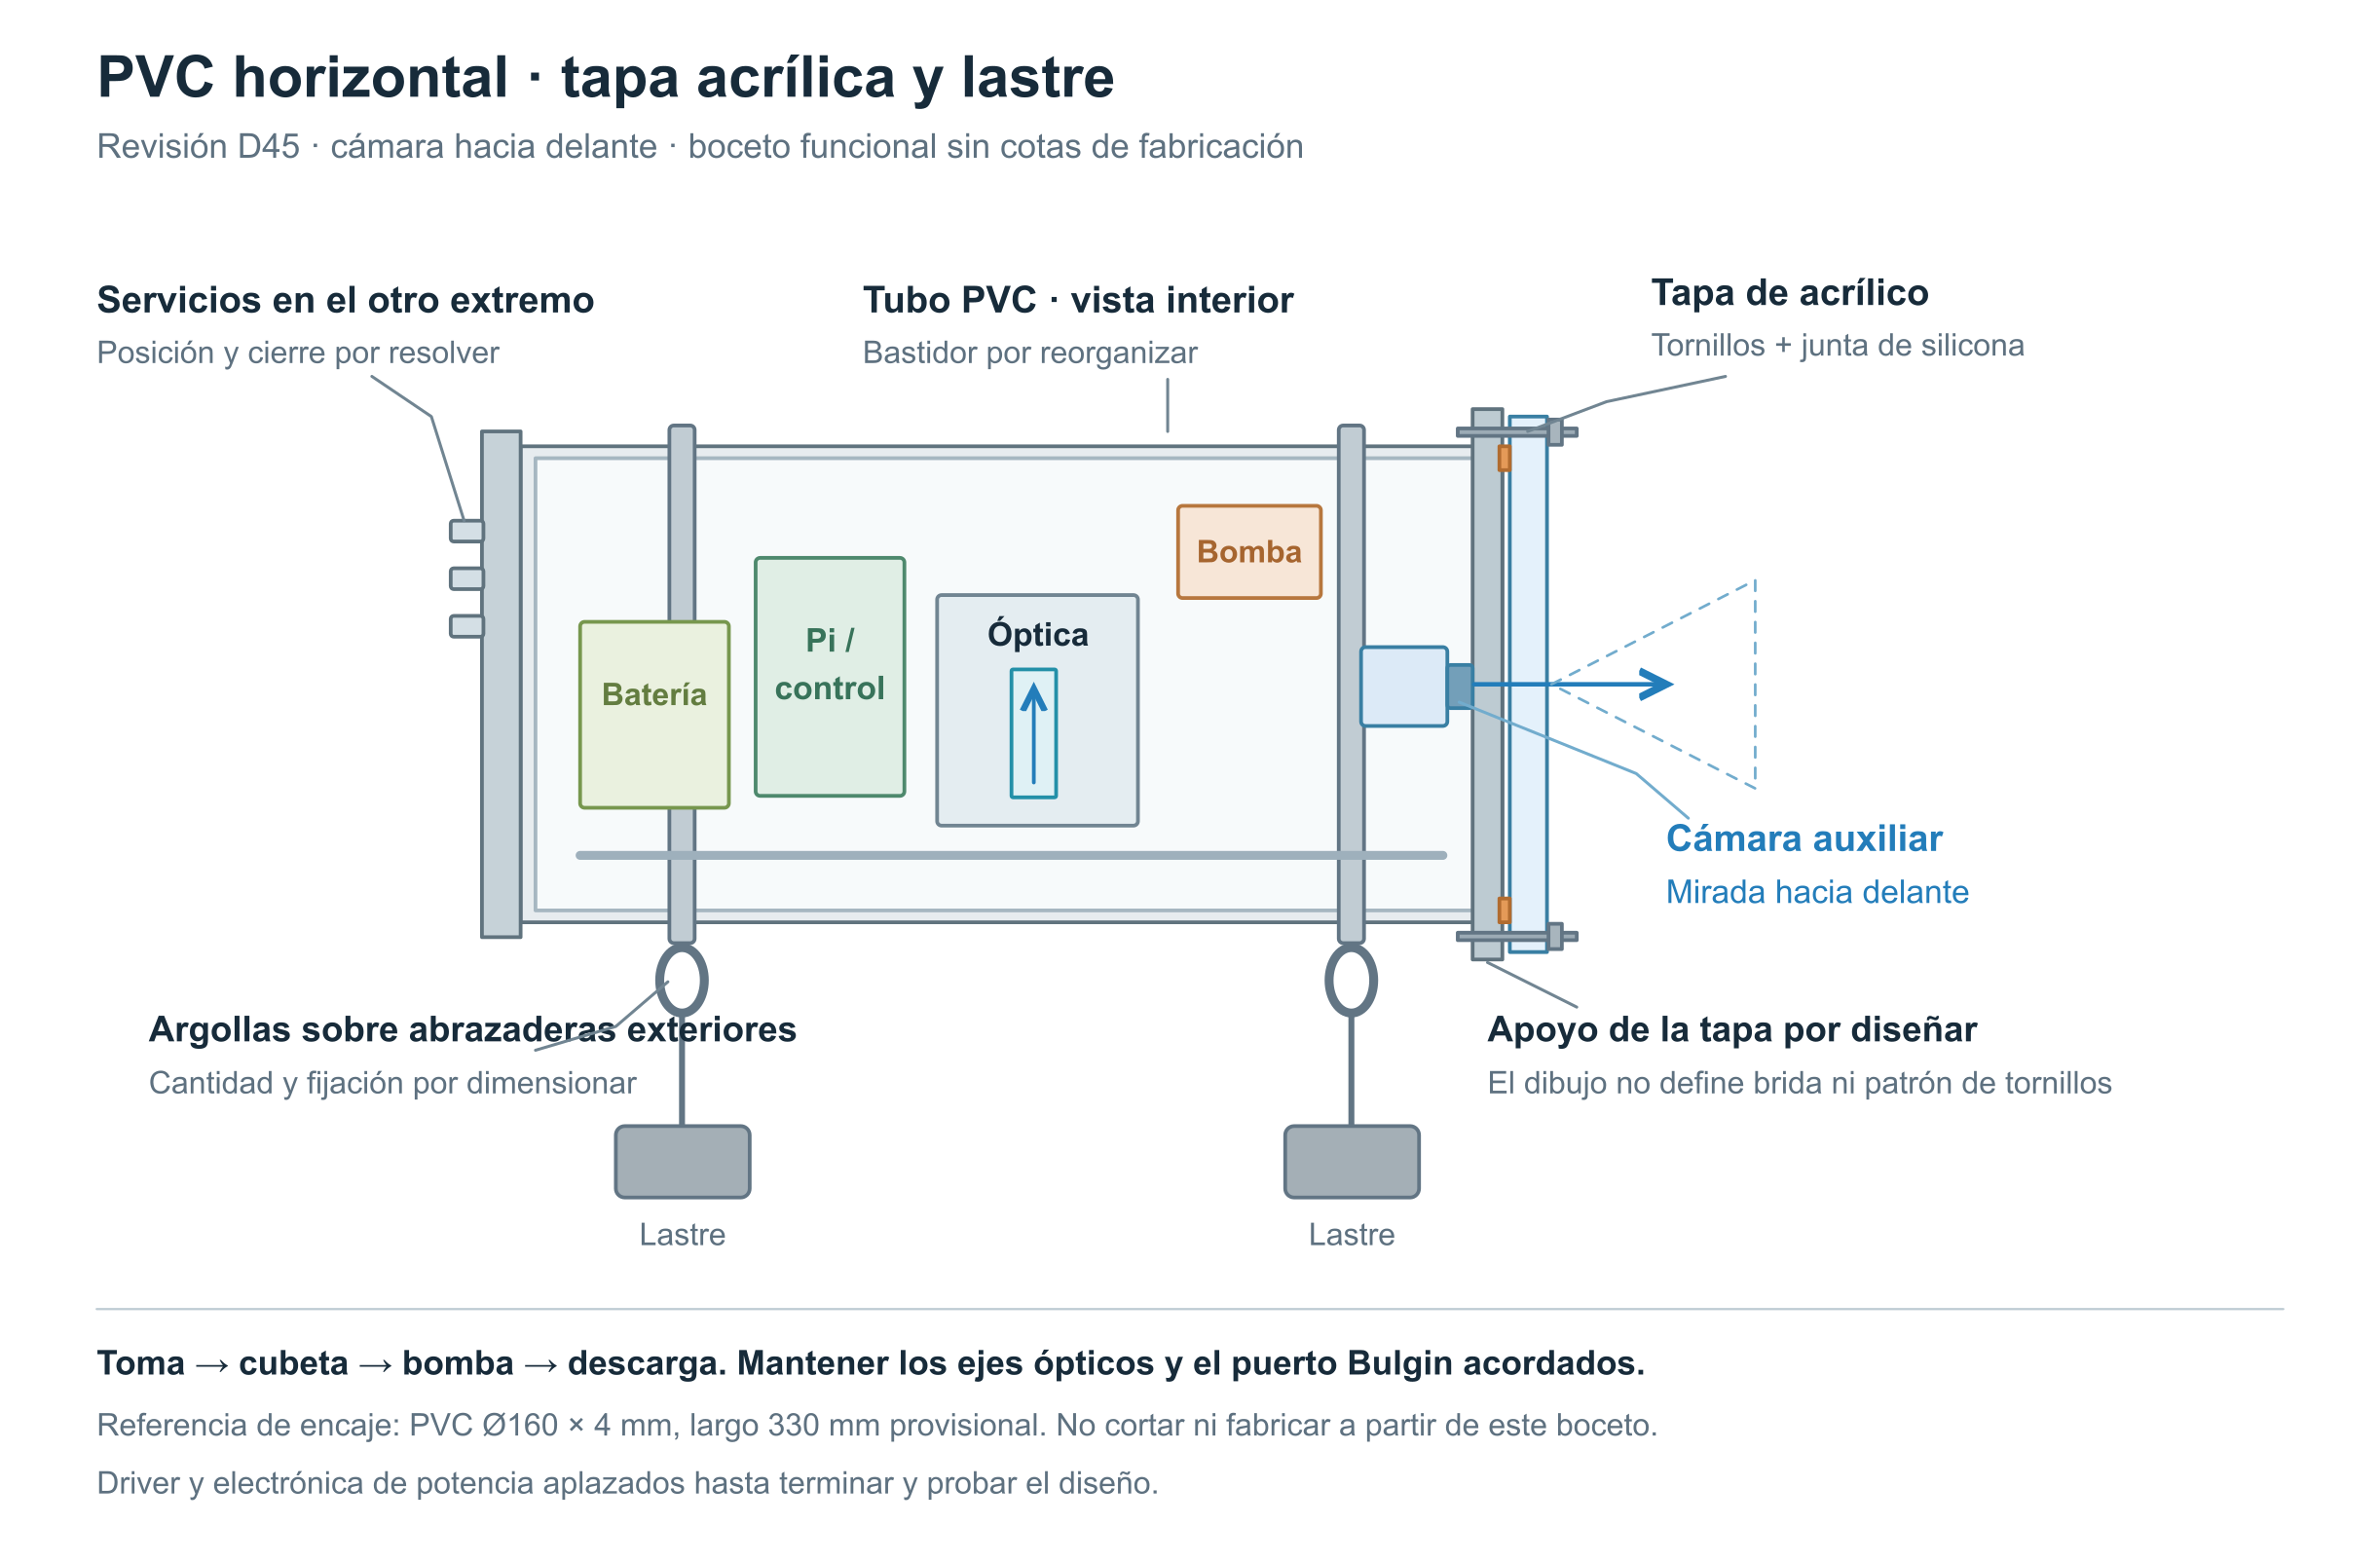 PVC horizontal · tapa acrílica y lastre
Revisión D45 · cámara hacia delante · boceto funcional sin cotas de fabricación
Servicios en el otro extremo
Posición y cierre por resolver
Tubo PVC · vista interior
Bastidor por reorganizar
Tapa de acrílico
Tornillos + junta de silicona
Batería
Pi /
control
Óptica
Bomba
Cámara auxiliar
Mirada hacia delante
Argollas sobre abrazaderas exteriores
Cantidad y fijación por dimensionar
Apoyo de la tapa por diseñar
El dibujo no define brida ni patrón de tornillos
Lastre
Lastre
Toma → cubeta → bomba → descarga. Mantener los ejes ópticos y el puerto Bulgin acordados.
Referencia de encaje: PVC Ø160 × 4 mm, largo 330 mm provisional. No cortar ni fabricar a partir de este boceto.
Driver y electrónica de potencia aplazados hasta terminar y probar el diseño.